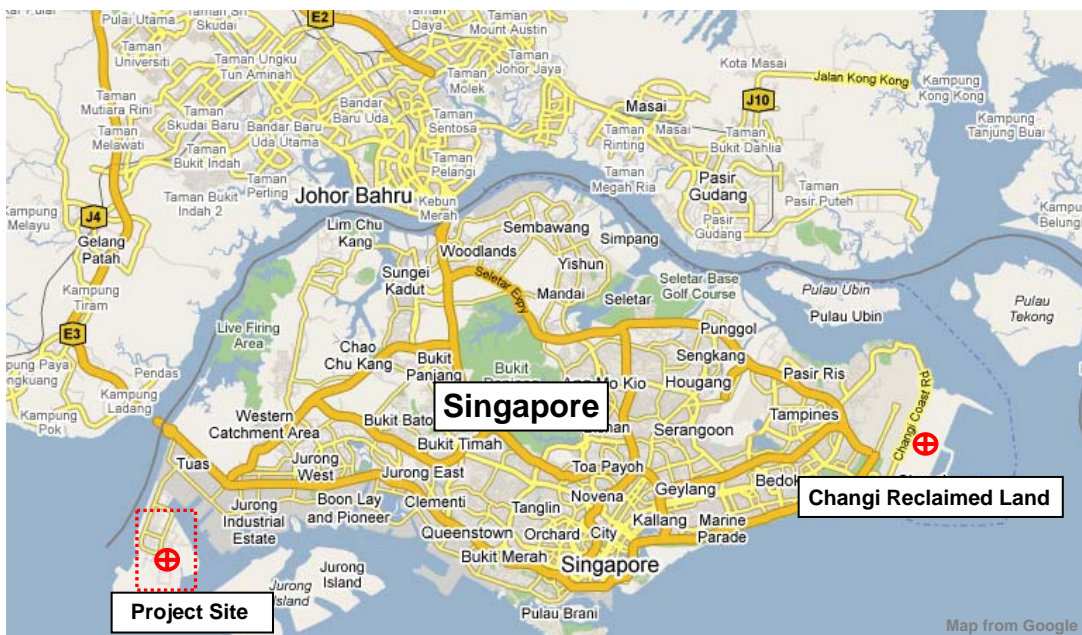 E2
Pulau Utama
Taman
Sri Skudai
Taman
Daya
Taman
Mount Austin
Taman
Universiti
Taman Ungku
Tun Aminah
Taman
Johor Jaya
Taman
Molek
Kota Masai
Jalan Kong Kong
Kampung
Kong Kong
J10
Masai
Taman
Mutiara Rini
Taman
Skudai Baru
Bandar
Baru Uda
Taman
Sentosa
Taman
Rinting
Masai
Taman
Bukit Dahlia
Kampung
Tanjung Buai
Taman
Melawati
Bandar Baru
Uda Utama
Taman
Bukit Indah
Taman
Pelangi
Pasir
Gudang
Taman
Perling
Taman
Megah Ria
Taman
Pasir Puteh
Taman Bukit
Indah 2
Johor Bahru
Kebun
Merah
Kampung
Melayu
J4
Gelang
Patah
Lim Chu
Kang
Sembawang
Simpang
Pasir
Gudang
Kampung
Woodlands
Sungei
Kadut
Yishun
Seletar Expy
Mandai
Seletar
Seletar Base
Golf Course
Pulau Ubin
Pulau Ubin
Pulau
Tekong
Kampung
Tiram
E3
Live Firing
Area
Punggol
Chao
Chu Kang
Bukit
Panjang
Bukit
Ang Mo Kio
Sengkang
Hougang
Pasir Ris
Pendas
Kampung
Ladang
Kampung
Pok
Western
Catchment Area
Singapore
Bukit Timah
Serangoon
Tampines
Changi Coast Rd
Tuas
Jurong
West
Jurong East
Toa Payoh
Bedok
Changi Reclaimed Land
Jurong
Industrial
Estate
Boon Lay
and Pioneer
Clementi
Novena
Geylang
Tanglin
Kallang
Marine
Parade
Queenstown
Orchard
City
Bukit Merah
Singapore
Jurong
Island
Jurong
Island
Project Site
Pulau Brani
Map from Google